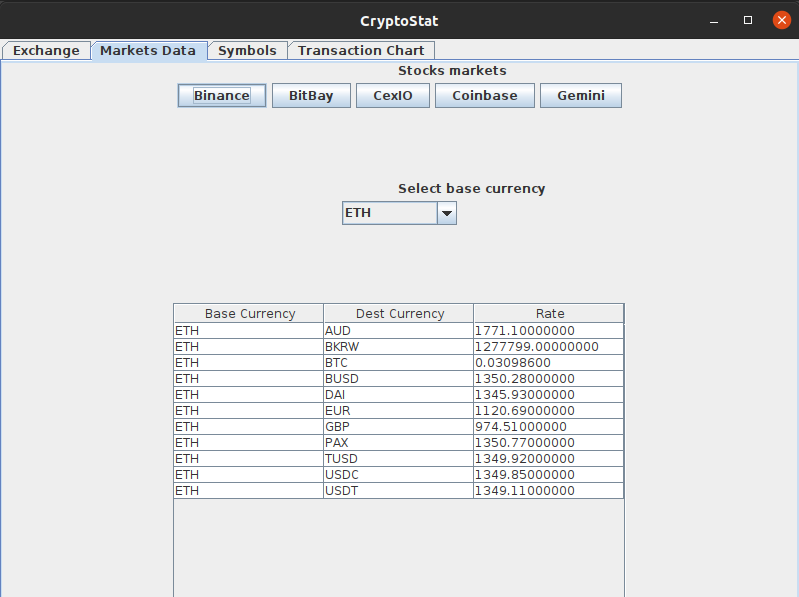 CryptoStat
Exchange Markets Data Symbols Transaction Chart
Stocks markets
Binance BitBay CexIO Coinbase Gemini
Select base currency
ETH
Base Currency Dest Currency Rate
ETH AUD 1771.10000000
ETH BKRW 1277799.00000000
ETH BTC 0.03098600
ETH BUSD 1350.28000000
ETH DAI 1345.93000000
ETH EUR 1120.69000000
ETH GBP 974.51000000
ETH PAX 1350.77000000
ETH TUSD 1349.92000000
ETH USDC 1349.85000000
ETH USDT 1349.11000000